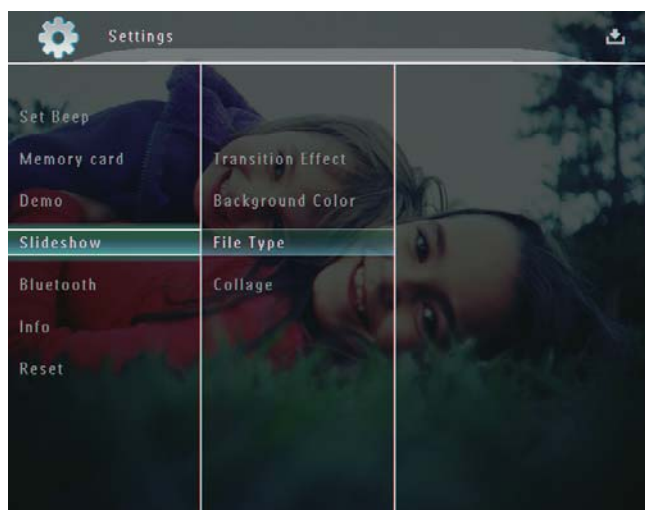 Settings
Set Beep
Memory card
Demo
Slideshow
Bluetooth
Info
Reset
Transition Effect
Background Color
File Type
Collage